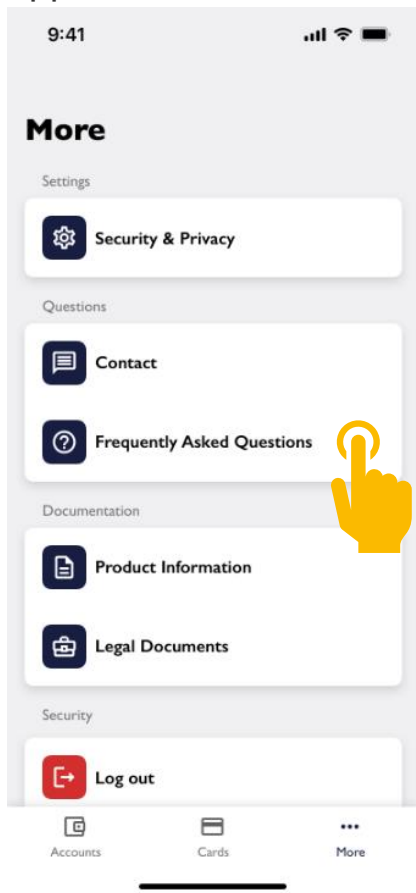 9:41
More
Settings
Security & Privacy
Questions
Contact
Frequently Asked Questions
Documentation
Product Information
Legal Documents
Security
Log out
Accounts Cards More